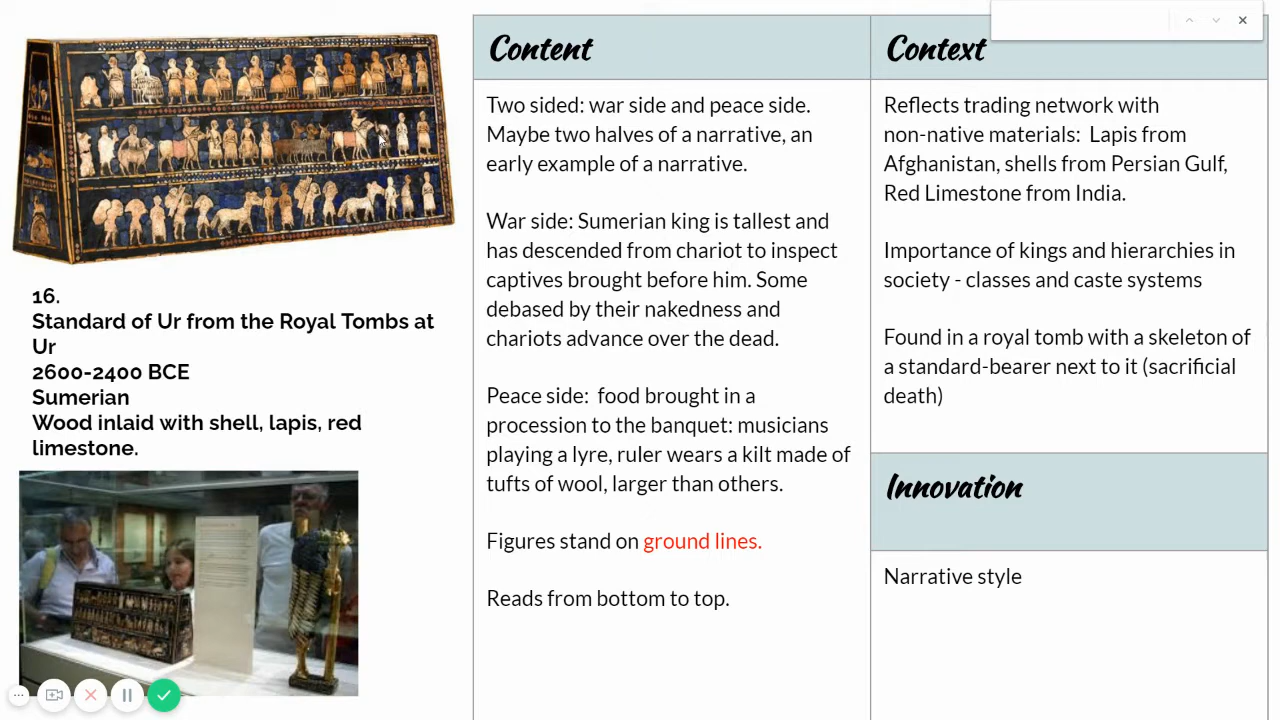 16.
Standard of Ur from the Royal Tombs at
Ur
2600-2400 BCE
Sumerian
Wood inlaid with shell, lapis, red
limestone.
Content
Two sided: war side and peace side.
Maybe two halves of a narrative, an
early example of a narrative.
War side: Sumerian king is tallest and
has descended from chariot to inspect
captives brought before him. Some
debased by their nakedness and
chariots advance over the dead.
Peace side:  food brought in a
procession to the banquet: musicians
playing a lyre, ruler wears a kilt made of
tufts of wool, larger than others.
Figures stand on ground lines.
Reads from bottom to top.
Context
Reflects trading network with
non-native materials:  Lapis from
Afghanistan, shells from Persian Gulf,
Red Limestone from India.
Importance of kings and hierarchies in
society - classes and caste systems
Found in a royal tomb with a skeleton of
a standard-bearer next to it (sacrificial
death)
Innovation
Narrative style